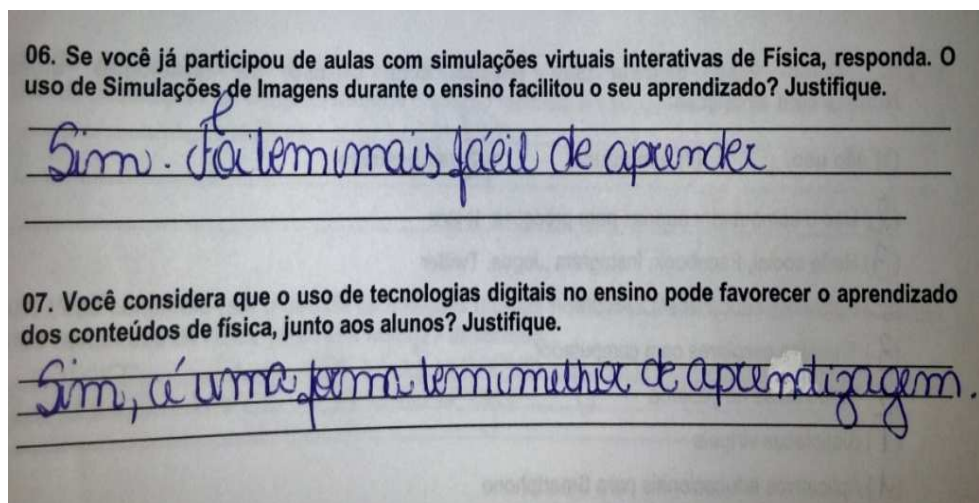 06. Se você já participou de aulas com simulações virtuais interativas de Física, responda. O
uso de Simulações de Imagens durante o ensino facilitou o seu aprendizado? Justifique.
Sim. Foi bem mais fácil de aprender
07. Você considera que o uso de tecnologias digitais no ensino pode favorecer o aprendizado
dos conteúdos de física, junto aos alunos? Justifique.
Sim, é uma forma bem melhor de aprentizagem.